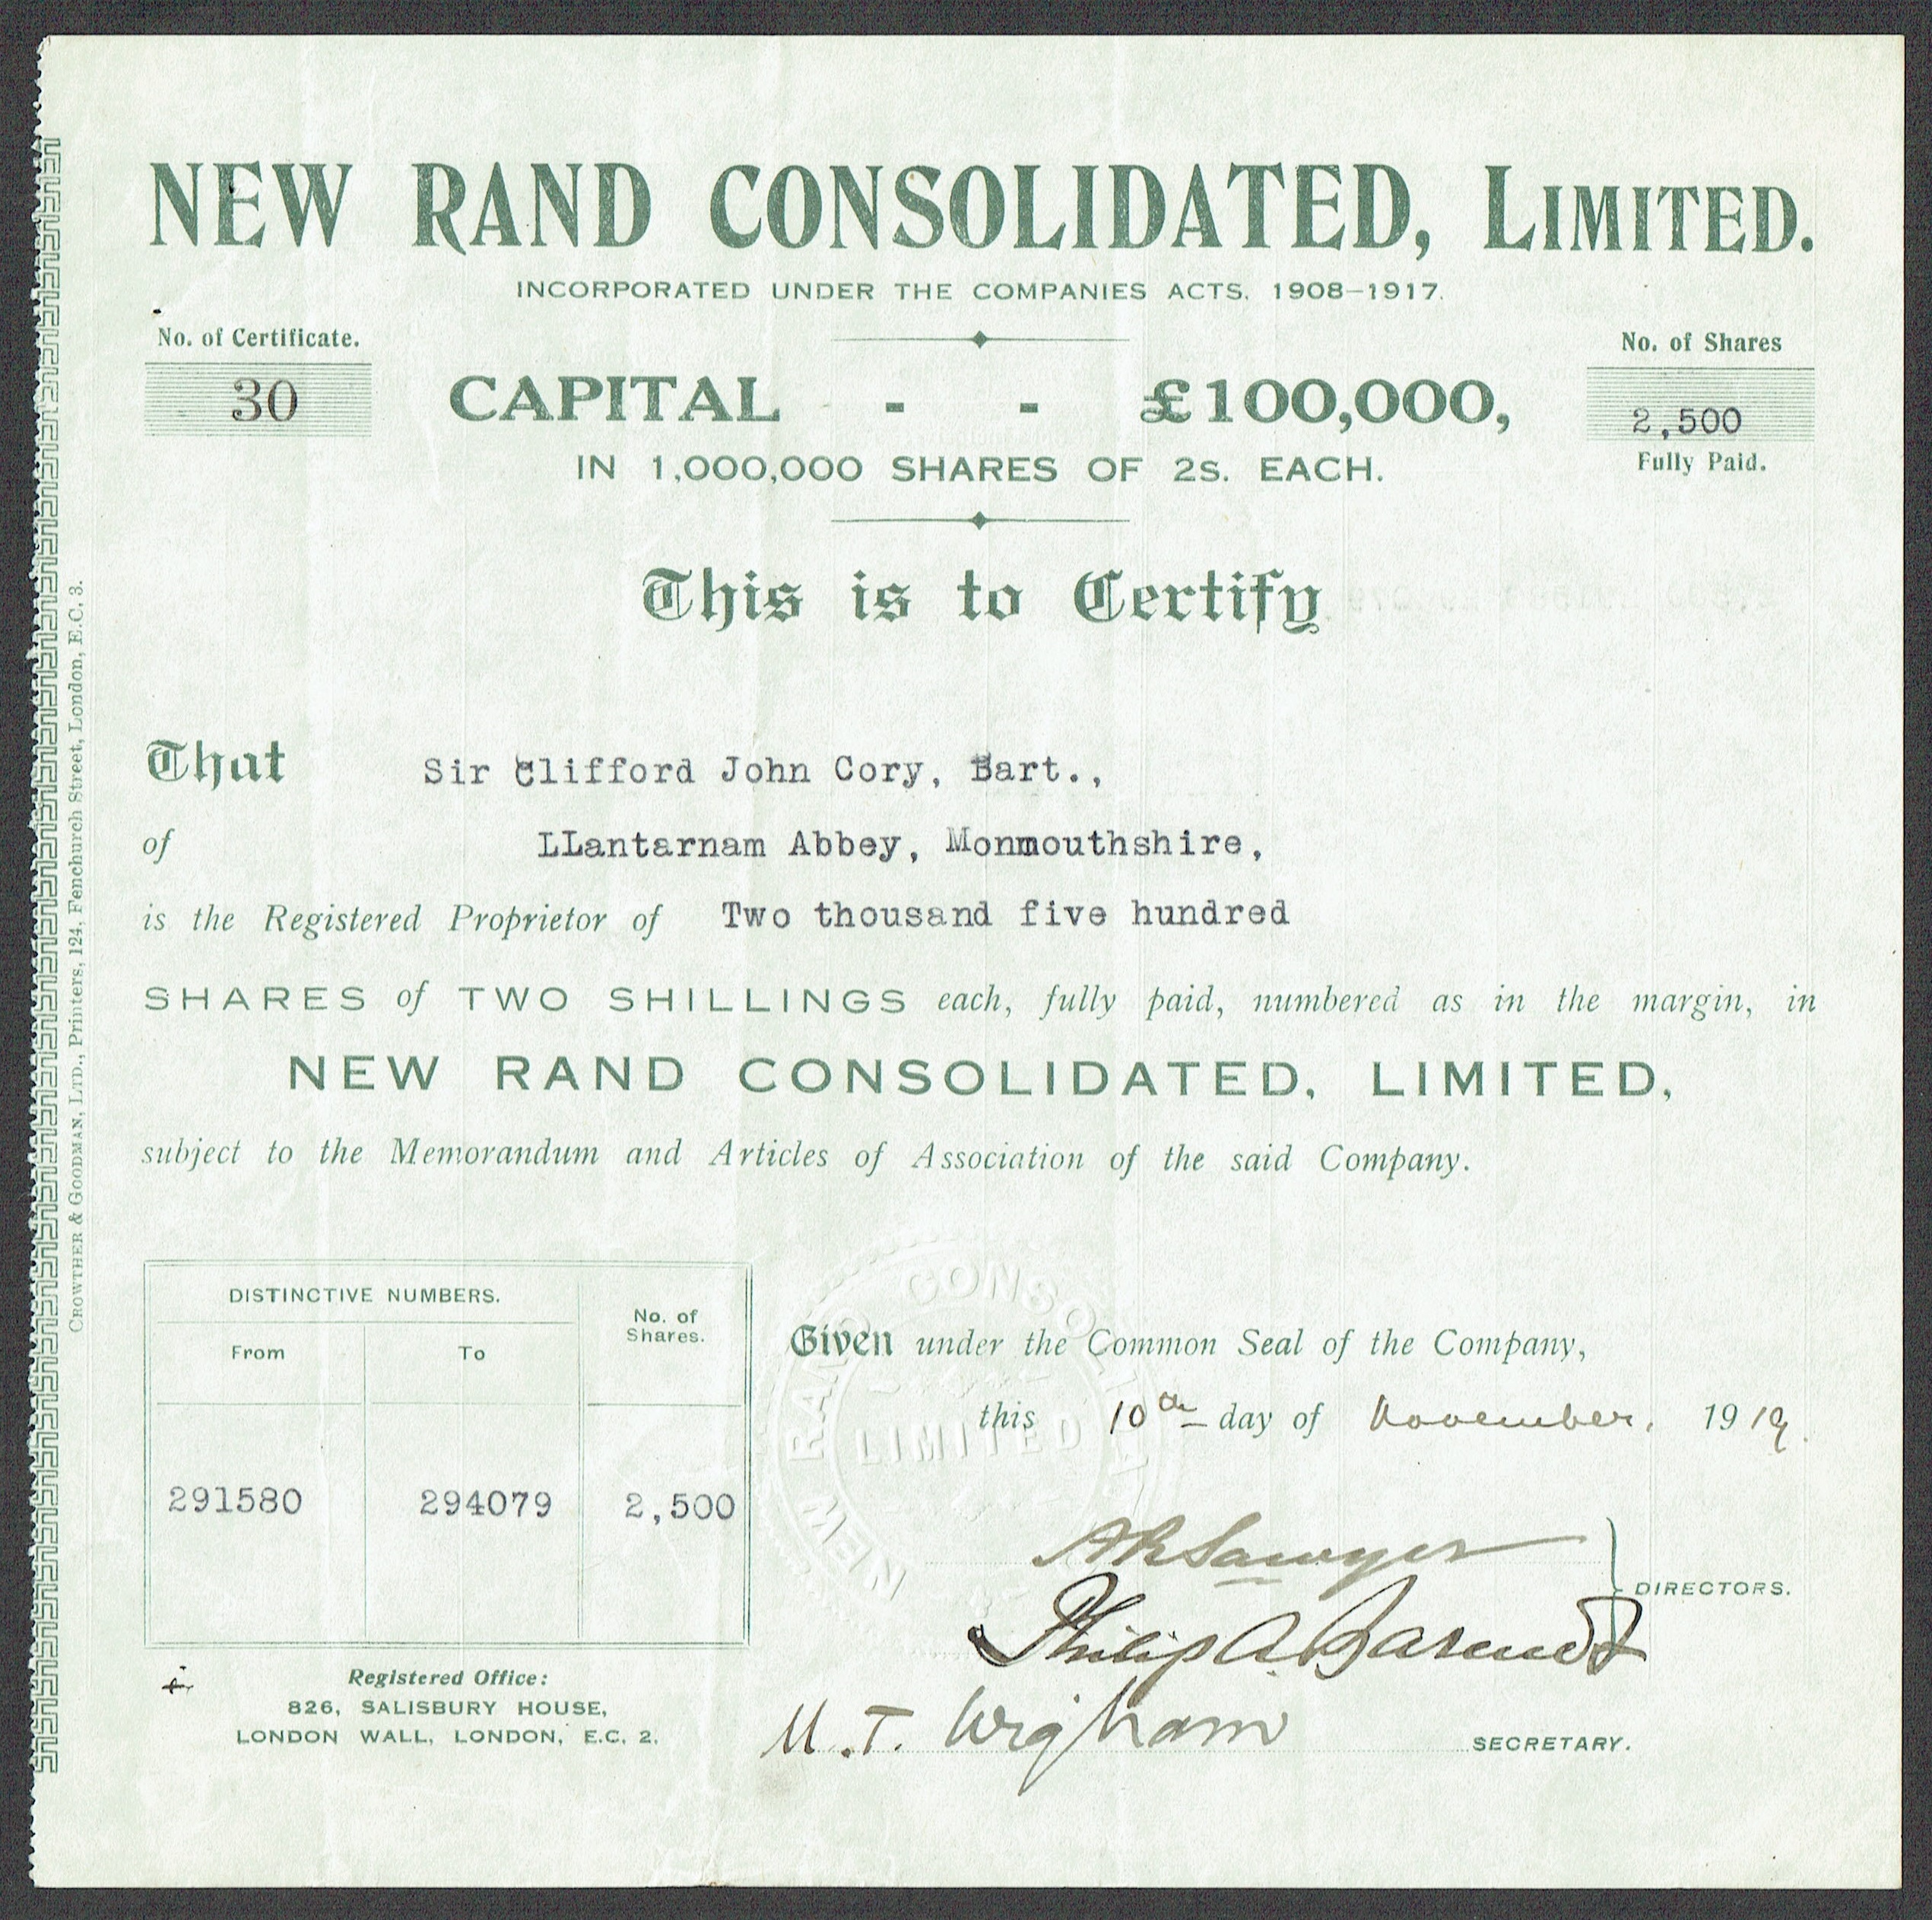 NEW RAND CONSOLIDATED, LIMITED.
INCORPORATED UNDER THE COMPANIES ACTS, 1908–1917.
No. of Certificate.
30
CAPITAL - - £100,000,
IN 1,000,000 SHARES OF 2s. EACH.
No. of Shares
2,500
Fully Paid.
This is to Certify
That Sir Clifford John Cory, Bart.,
of LLantarnam Abbey, Monmouthshire,
is the Registered Proprietor of Two thousand five hundred
SHARES of TWO SHILLINGS each, fully paid, numbered as in the margin, in
NEW RAND CONSOLIDATED, LIMITED,
subject to the Memorandum and Articles of Association of the said Company.
DISTINCTIVE NUMBERS.
No. of Shares.
From To
291580 294079 2,500
Given under the Common Seal of the Company,
this 10th day of November, 1919.
NEW RAND CONSOLIDATED
LIMITED
A R Sawyer
Philip A.
DIRECTORS.
M.T. Wigham SECRETARY.
Registered Office:
826, SALISBURY HOUSE,
LONDON WALL, LONDON, E.C. 2.
CROWTHER & GOODMAN, LTD., Printers, 124, Fenchurch Street, London, E.C. 3.